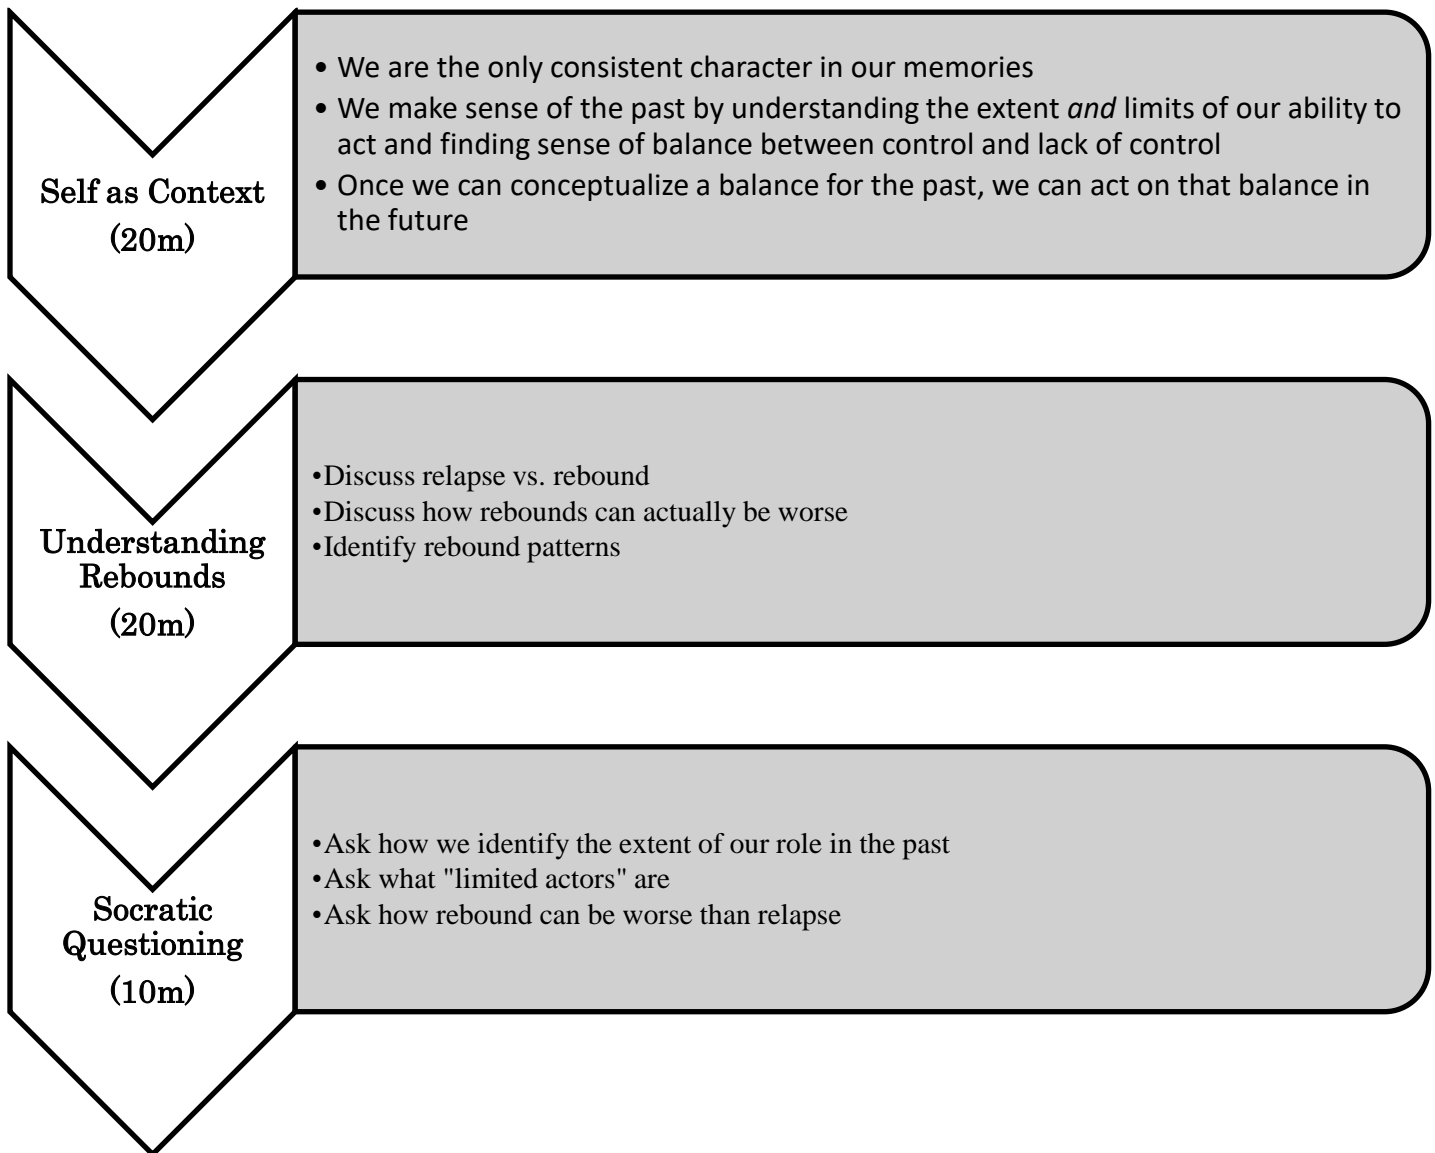 Self as Context
(20m)
• We are the only consistent character in our memories
• We make sense of the past by understanding the extent and limits of our ability to
act and finding sense of balance between control and lack of control
• Once we can conceptualize a balance for the past, we can act on that balance in
the future
Understanding
Rebounds
(20m)
•Discuss relapse vs. rebound
•Discuss how rebounds can actually be worse
•Identify rebound patterns
Socratic
Questioning
(10m)
•Ask how we identify the extent of our role in the past
•Ask what "limited actors" are
•Ask how rebound can be worse than relapse